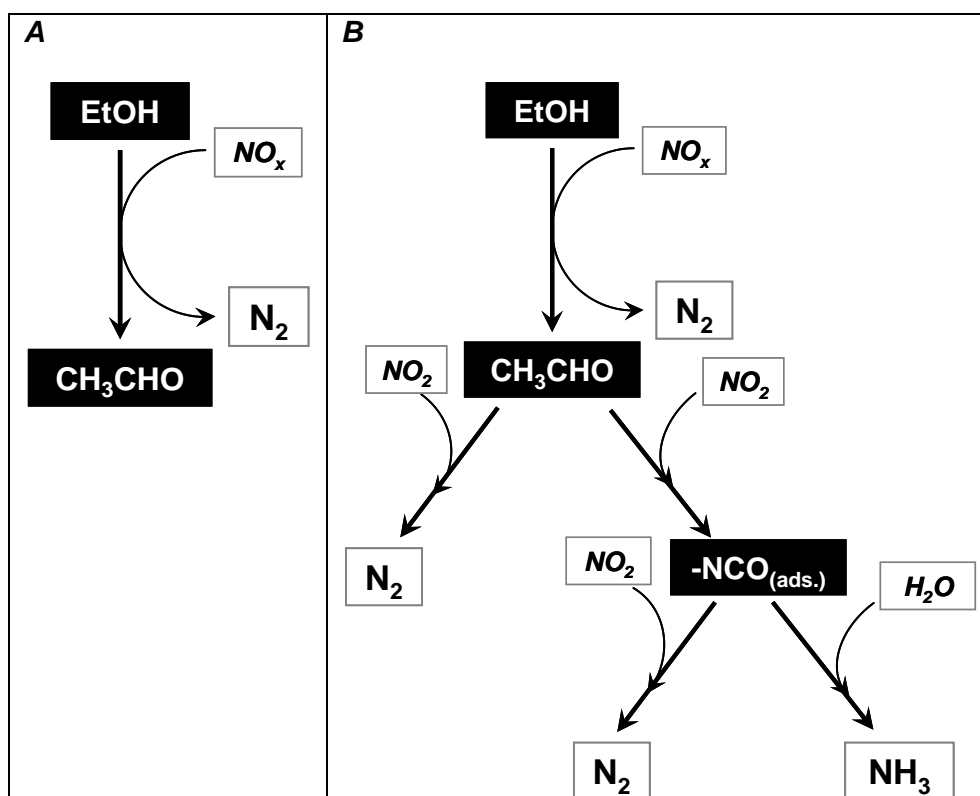 A
EtOH
NOx
N2
CH3CHO
B
EtOH
NOx
N2
CH3CHO
NO2
NO2
N2
-NCO(ads.)
NO2
H2O
N2
NH3